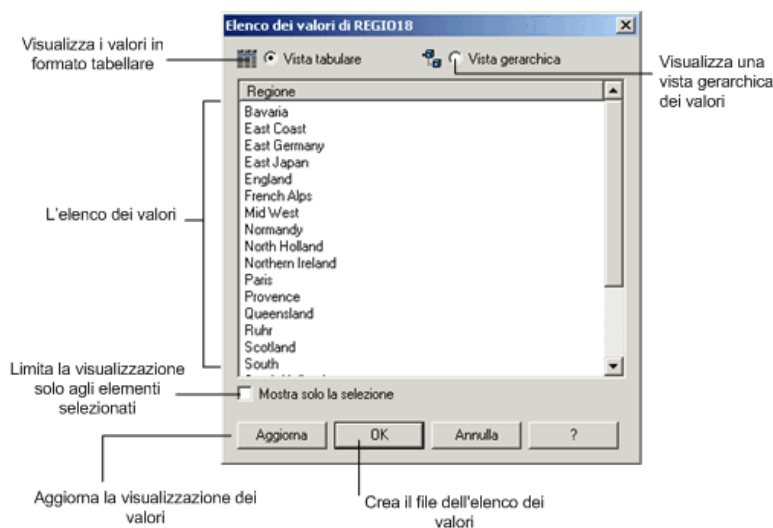 Elenco dei valori di REGIO18
Visualizza i valori in
formato tabellare
Vista tabulare
Vista gerarchica
Visualizza una
vista gerarchica
dei valori
Regione
Bavaria
East Coast
East Germany
East Japan
England
French Alps
Mid West
Normandy
North Holland
Northern Ireland
Paris
Provence
Queensland
Ruhr
Scotland
South
L'elenco dei valori
Limita la visualizzazione
solo agli elementi
selezionati
Mostra solo la selezione
Aggiorna
OK
Annulla
?
Aggiorna la visualizzazione dei
valori
Crea il file dell'elenco dei
valori